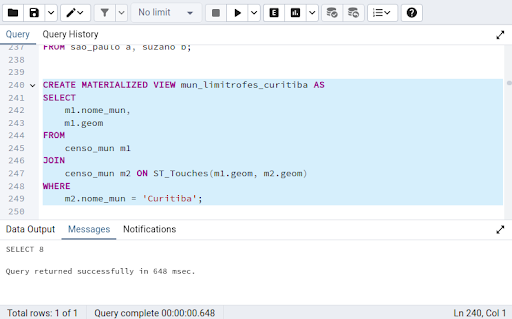 No limit
Query Query History
237 FROM sao_paulo a, suzano b;
238
239
240 CREATE MATERIALIZED VIEW mun_limitrofes_curitiba AS
241 SELECT
242 m1.nome_mun,
243 m1.geom
244 FROM
245 censo_mun m1
246 JOIN
247 censo_mun m2 ON ST_Touches(m1.geom, m2.geom)
248 WHERE
249 m2.nome_mun = 'Curitiba';
250
Data Output Messages Notifications
SELECT 8
Query returned successfully in 648 msec.
Total rows: 1 of 1 Query complete 00:00:00.648 Ln 240, Col 1